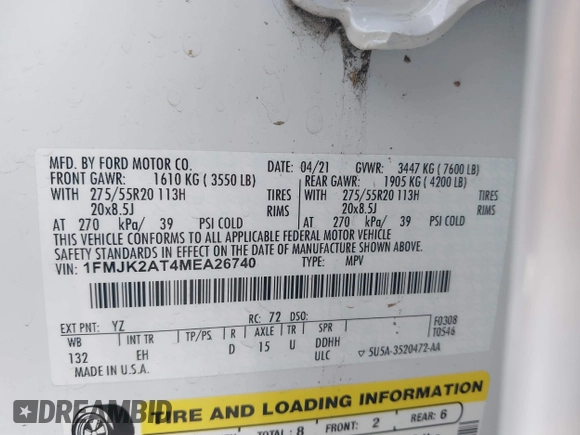 MFD. BY FORD MOTOR CO. DATE: 04/21 GVWR: 3447 KG ( 7600 LB)
FRONT GAWR: 1610 KG ( 3550 LB) REAR GAWR: 1905 KG ( 4200 LB)
WITH 275/55R20 113H TIRES WITH 275/55R20 113H TIRES
20x8.5J RIMS 20x8.5J RIMS
AT 270 kPa/ 39 PSI COLD AT 270 kPa/ 39 PSI COLD
THIS VEHICLE CONFORMS TO ALL APPLICABLE FEDERAL MOTOR VEHICLE
SAFETY STANDARDS IN EFFECT ON THE DATE OF MANUFACTURE SHOWN ABOVE.
VIN: 1FMJK2AT4MEA26740 TYPE: MPV
EXT PNT: YZ RC: 72 DSO: F0308
T0546
WB INT TR TP/PS R AXLE TR SPR
132 EH D 15 U DDHH
ULC 5U5A-3520472-AA
MADE IN U.S.A.
TIRE AND LOADING INFORMATION
TOTAL: 8 FRONT: 2 REAR: 6
DREAMBID